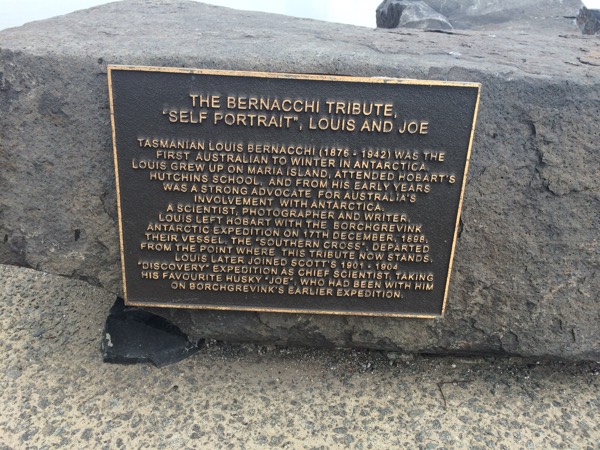 THE BERNACCHI TRIBUTE,
"SELF PORTRAIT", LOUIS AND JOE
TASMANIAN LOUIS BERNACCHI (1876 - 1942) WAS THE
FIRST AUSTRALIAN TO WINTER IN ANTARCTICA.
LOUIS GREW UP ON MARIA ISLAND, ATTENDED HOBART'S
HUTCHINS SCHOOL, AND FROM HIS EARLY YEARS
WAS A STRONG ADVOCATE FOR AUSTRALIA'S
INVOLVEMENT WITH ANTARCTICA.
A SCIENTIST, PHOTOGRAPHER AND WRITER,
LOUIS LEFT HOBART WITH THE BORCHGREVINK
ANTARCTIC EXPEDITION ON 17TH DECEMBER, 1898.
THEIR VESSEL, THE "SOUTHERN CROSS", DEPARTED
FROM THE POINT WHERE THIS TRIBUTE NOW STANDS.
LOUIS LATER JOINED SCOTT'S 1901 - 1904
"DISCOVERY" EXPEDITION AS CHIEF SCIENTIST, TAKING
HIS FAVOURITE HUSKY "JOE", WHO HAD BEEN WITH HIM
ON BORCHGREVINK'S EARLIER EXPEDITION.